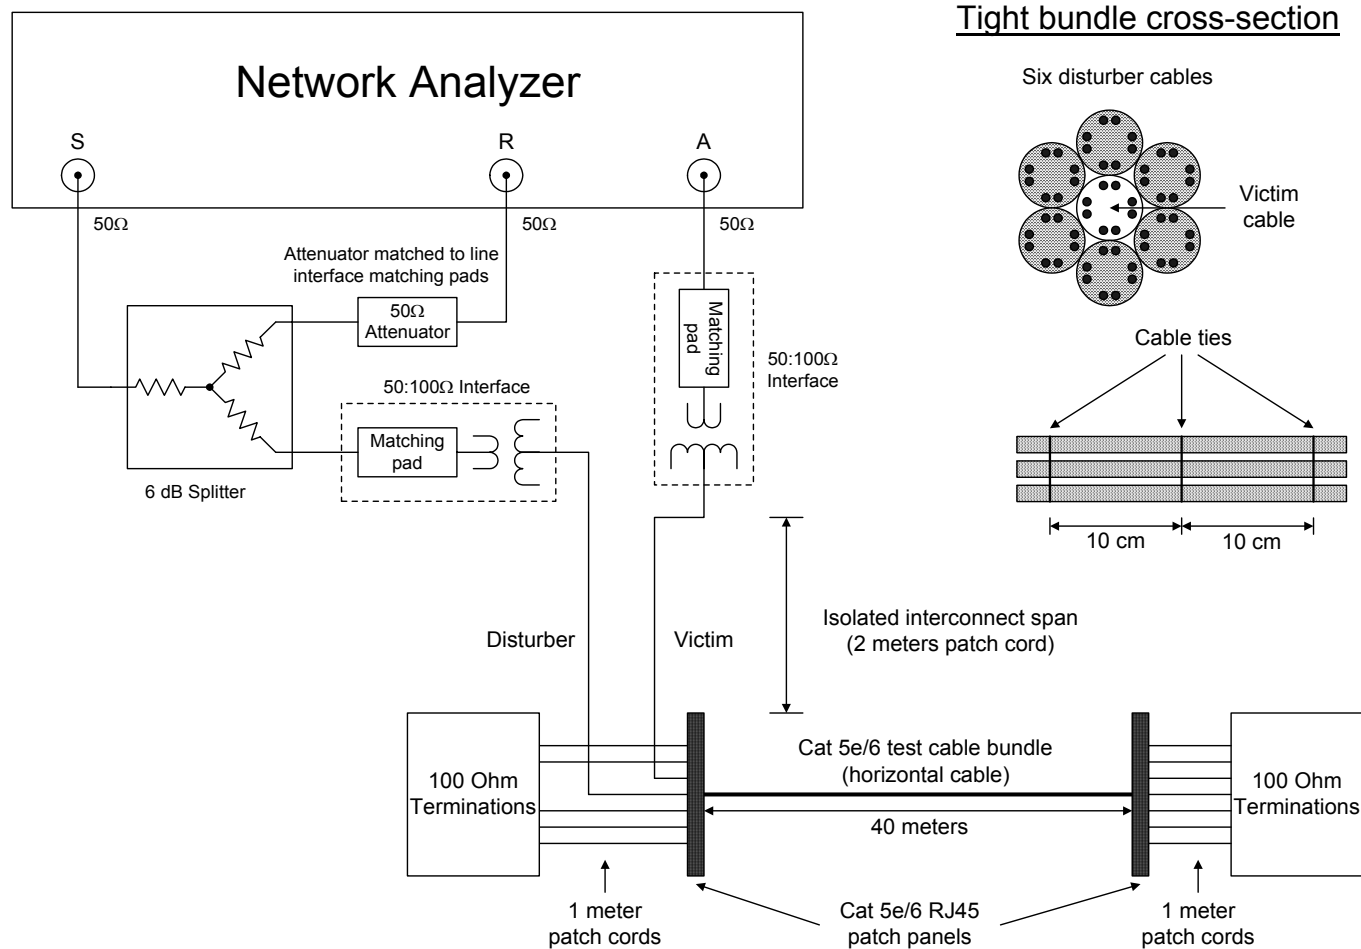 Tight bundle cross-section
Network Analyzer
Six disturber cables
S
R
A
Victim
cable
50Ω
50Ω
50Ω
Attenuator matched to line
interface matching pads
50Ω
Attenuator
Matching
pad
50:100Ω
Interface
Cable ties
50:100Ω Interface
Matching
pad
6 dB Splitter
10 cm
10 cm
Isolated interconnect span
(2 meters patch cord)
Disturber
Victim
Cat 5e/6 test cable bundle
(horizontal cable)
100 Ohm
Terminations
100 Ohm
Terminations
40 meters
1 meter
patch cords
Cat 5e/6 RJ45
patch panels
1 meter
patch cords